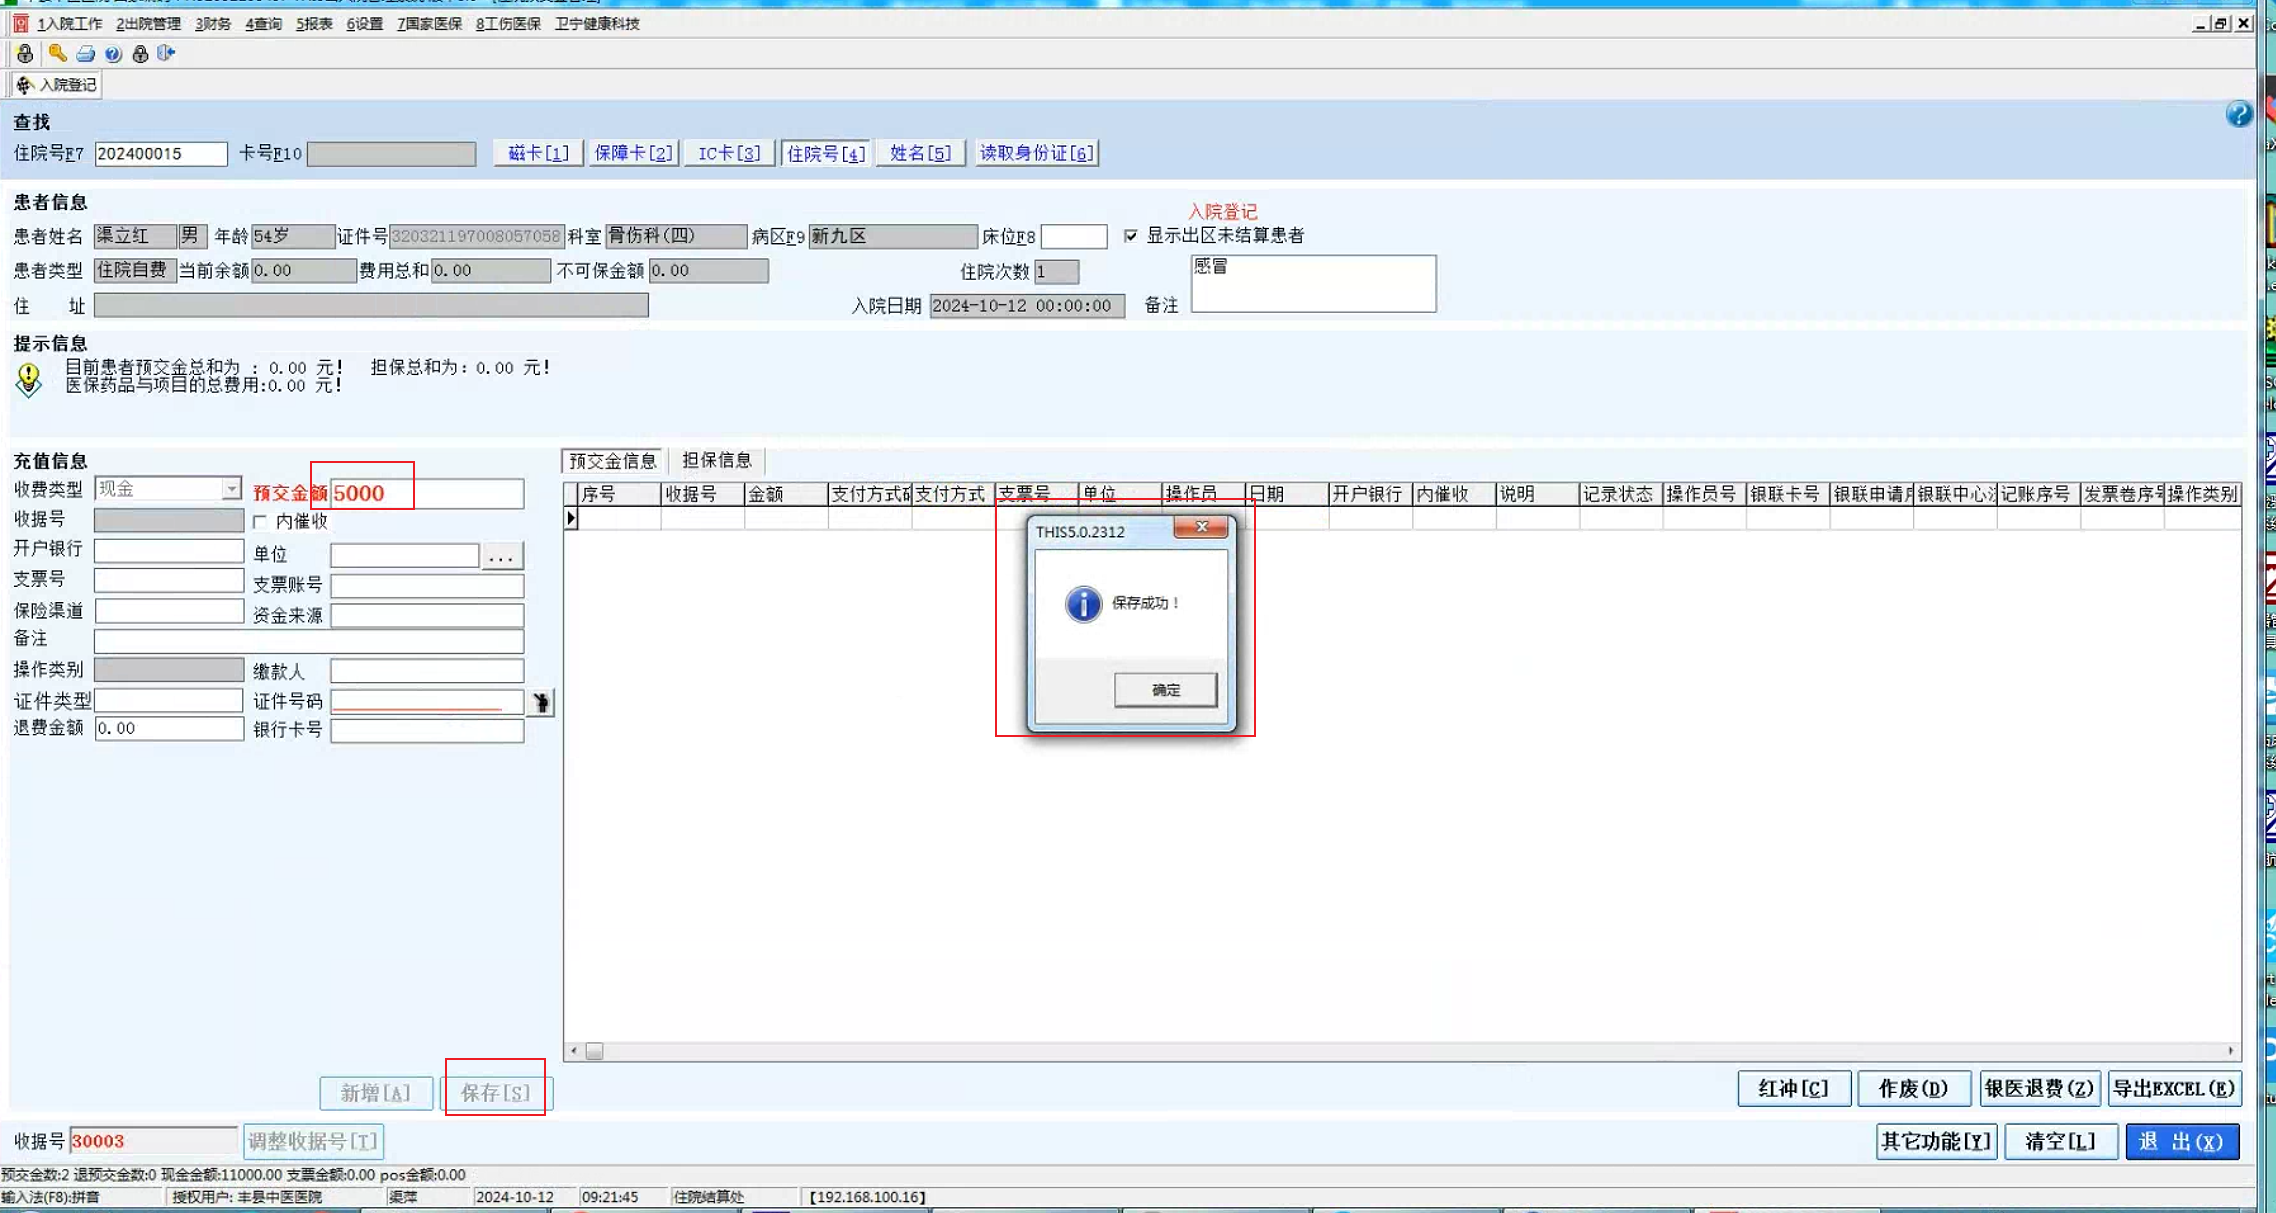 1入院工作 2出院管理 3财务 4查询 5报表 6设置 7国家医保 8工伤医保 卫宁健康科技
入院登记
查找
住院号F7 202400015 卡号F10 磁卡[1] 保障卡[2] IC卡[3] 住院号[4] 姓名[5] 读取身份证[6]
患者信息
入院登记
患者姓名 渠立红 男 年龄 54岁 证件号 320321197008057058 科室 骨伤科(四) 病区F9 新九区 床位F8 显示出区未结算患者
患者类型 住院自费 当前余额 0.00 费用总和 0.00 不可保金额 0.00 住院次数 1 感冒
住 址 入院日期 2024-10-12 00:00:00 备注
提示信息
目前患者预交金总和为 : 0.00 元! 担保总和为: 0.00 元!
医保药品与项目的总费用:0.00 元!
充值信息 预交金信息 担保信息
收费类型 现金 预交金额 5000
序号 收据号 金额 支付方式 支付方式 支票号 单位 操作员 日期 开户银行 内催收 说明 记录状态 操作员号 银联卡号 银联申请 银联中心 记账序号 发票卷序号 操作类别
收据号 内催收
开户银行 单位 ...
支票号 支票账号
保险渠道 资金来源
备注
操作类别 缴款人
证件类型 证件号码
退费金额 0.00 银行卡号
THIS5.0.2312
保存成功！
确定
新增[A] 保存[S] 红冲[C] 作废(D) 银医退费(Z) 导出EXCEL(E)
收据号 30003 调整收据号[T] 其它功能[Y] 清空[L] 退 出(X)
预交金数:2 退预交金数:0 现金金额:11000.00 支票金额:0.00 pos金额:0.00
输入法(F8):拼音 授权用户: 丰县中医医院 渠萍 2024-10-12 09:21:45 住院结算处 【192.168.100.16】